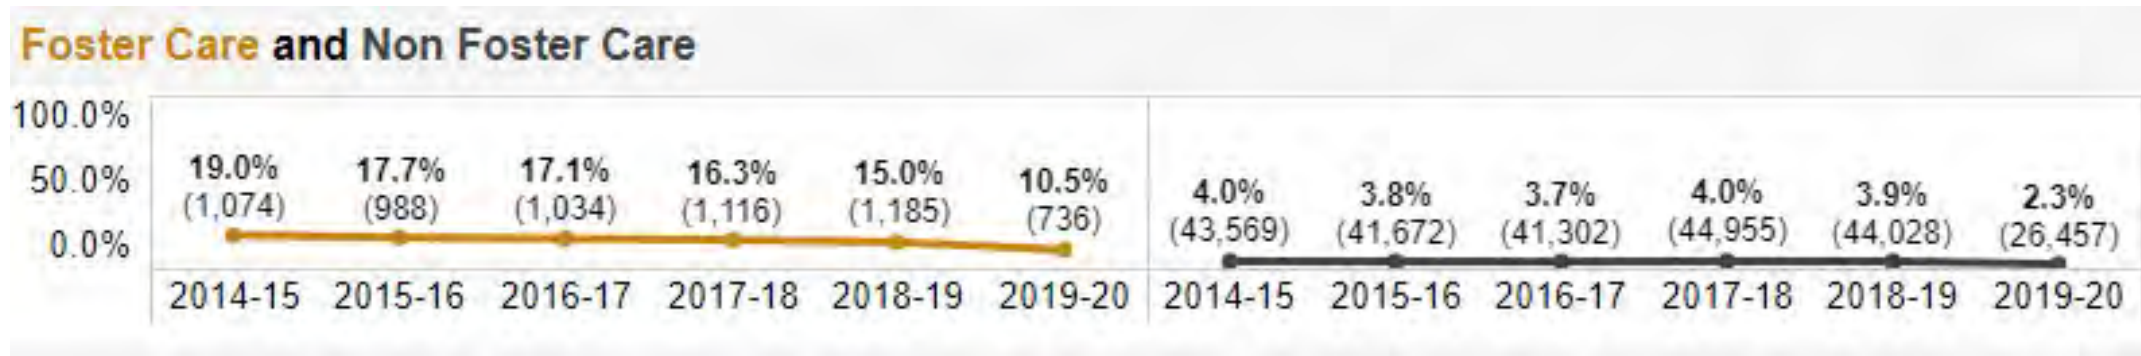 Foster Care and Non Foster Care
100.0%
50.0%
0.0%
19.0% 17.7% 17.1% 16.3% 15.0% 10.5% 4.0% 3.8% 3.7% 4.0% 3.9% 2.3%
(1,074) (988) (1,034) (1,116) (1,185) (736) (43,569) (41,672) (41,302) (44,955) (44,028) (26,457)
2014-15 2015-16 2016-17 2017-18 2018-19 2019-20 2014-15 2015-16 2016-17 2017-18 2018-19 2019-20